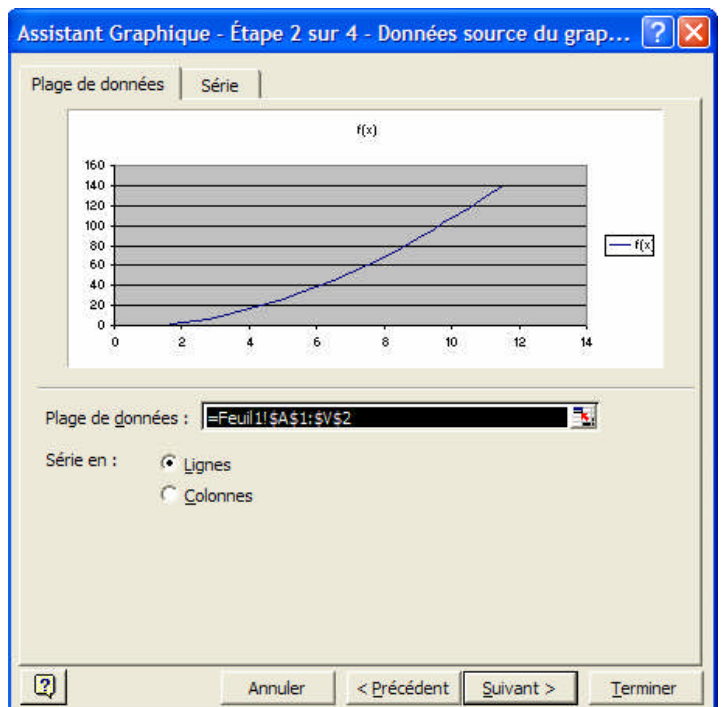 Assistant Graphique - Étape 2 sur 4 - Données source du grap...
Plage de données Série
f(x)
160
140
120
100
80
60
40
20
0
0 2 4 6 8 10 12 14
f(x)
Plage de données : =Feuil1!$A$1:$V$2
Série en : Lignes
Colonnes
Annuler < Précédent Suivant > Terminer